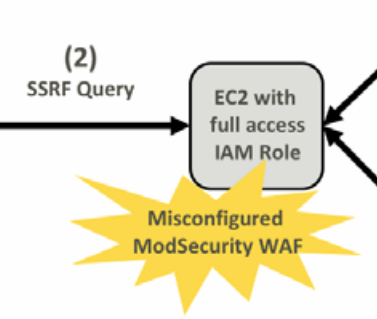 (2)
SSRF Query
EC2 with
full access
IAM Role
Misconfigured
ModSecurity WAF